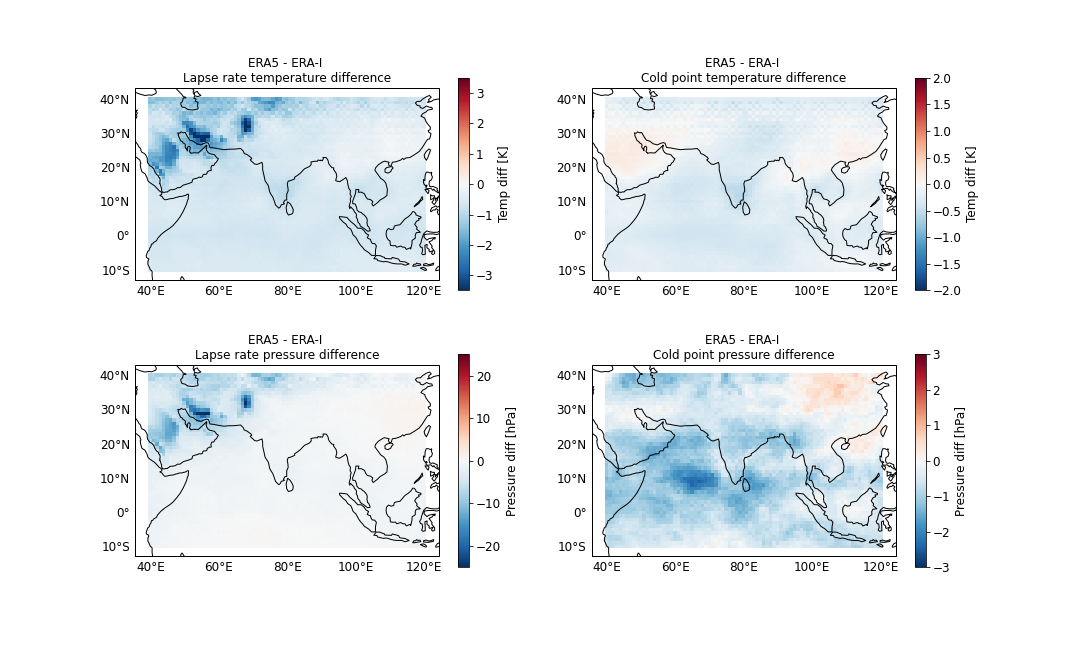 ERA5 - ERA-I
Lapse rate temperature difference
40°N
30°N
20°N
10°N
0°
10°S
40°E 60°E 80°E 100°E 120°E
3
2
1
0
−1
−2
−3
Temp diff [K]
ERA5 - ERA-I
Cold point temperature difference
40°N
30°N
20°N
10°N
0°
10°S
40°E 60°E 80°E 100°E 120°E
2.0
1.5
1.0
0.5
0.0
−0.5
−1.0
−1.5
−2.0
Temp diff [K]
ERA5 - ERA-I
Lapse rate pressure difference
40°N
30°N
20°N
10°N
0°
10°S
40°E 60°E 80°E 100°E 120°E
20
10
0
−10
−20
Pressure diff [hPa]
ERA5 - ERA-I
Cold point pressure difference
40°N
30°N
20°N
10°N
0°
10°S
40°E 60°E 80°E 100°E 120°E
3
2
1
0
−1
−2
−3
Pressure diff [hPa]